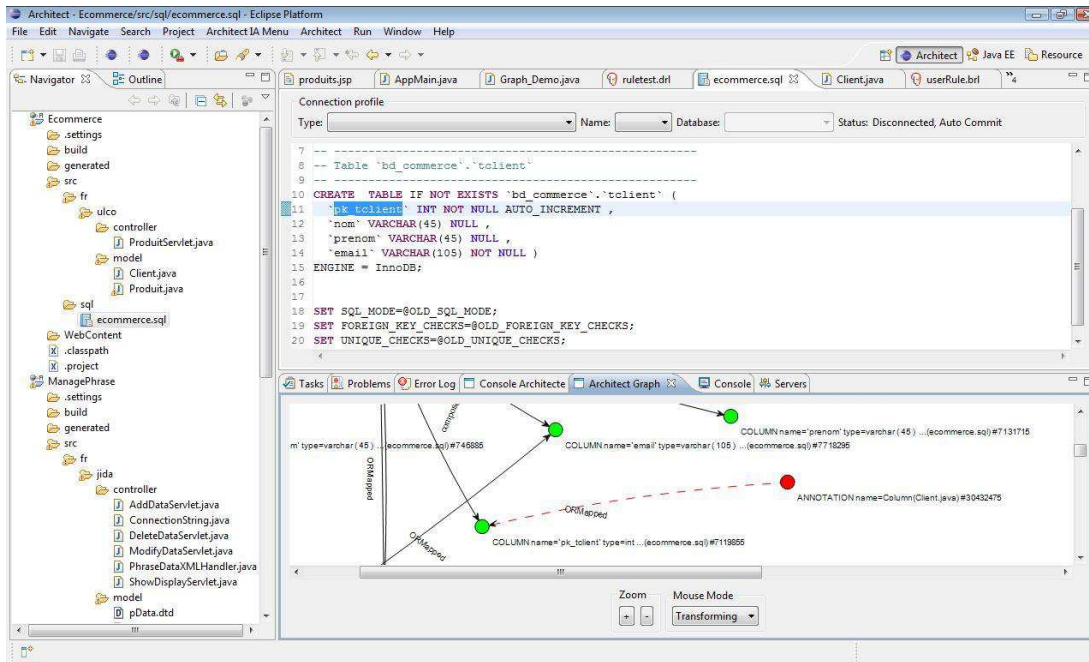 Architect - Ecommerce/src/sql/ecommerce.sql - Eclipse Platform
File Edit Navigate Search Project Architect IA Menu Architect Run Window Help
Architect Java EE Resource
Navigator Outline
Ecommerce
.settings
build
generated
src
fr
ulco
controller
ProduitServlet.java
model
Client.java
Produit.java
sql
ecommerce.sql
WebContent
.classpath
.project
ManagePhrase
.settings
build
generated
src
fr
jida
controller
AddDataServlet.java
ConnectionString.java
DeleteDataServlet.java
ModifyDataServlet.java
PhraseDataXMLHandler.java
ShowDisplayServlet.java
model
pData.dtd
produits.jsp AppMain.java Graph_Demo.java ruletest.drl ecommerce.sql Client.java userRule.brl 4
Connection profile
Type: Name: Database: Status: Disconnected, Auto Commit
7 -- -----------------------------------------------------
8 -- Table `bd_commerce`.`tclient`
9 -- -----------------------------------------------------
10 CREATE TABLE IF NOT EXISTS `bd_commerce`.`tclient` (
11 `pk_tclient` INT NOT NULL AUTO_INCREMENT ,
12 `nom` VARCHAR(45) NULL ,
13 `prenom` VARCHAR(45) NULL ,
14 `email` VARCHAR(105) NOT NULL )
15 ENGINE = InnoDB;
16
17
18 SET SQL_MODE=@OLD_SQL_MODE;
19 SET FOREIGN_KEY_CHECKS=@OLD_FOREIGN_KEY_CHECKS;
20 SET UNIQUE_CHECKS=@OLD_UNIQUE_CHECKS;
Tasks Problems Error Log Console Architecte Architect Graph Console Servers
COLUMN name='prenom' type=varchar ( 45 ) ...(ecommerce.sql)#7131715
m' type=varchar ( 45 ) ...(ecommerce.sql)#746885
COLUMN name='email' type=varchar ( 105 ) ...(ecommerce.sql)#7718295
ORMapped
ANNOTATION name=Column(Client.java)#30432475
ORMapped
ORMapped
COLUMN name='pk_tclient' type=int ...(ecommerce.sql)#7119855
Zoom Mouse Mode
+ - Transforming